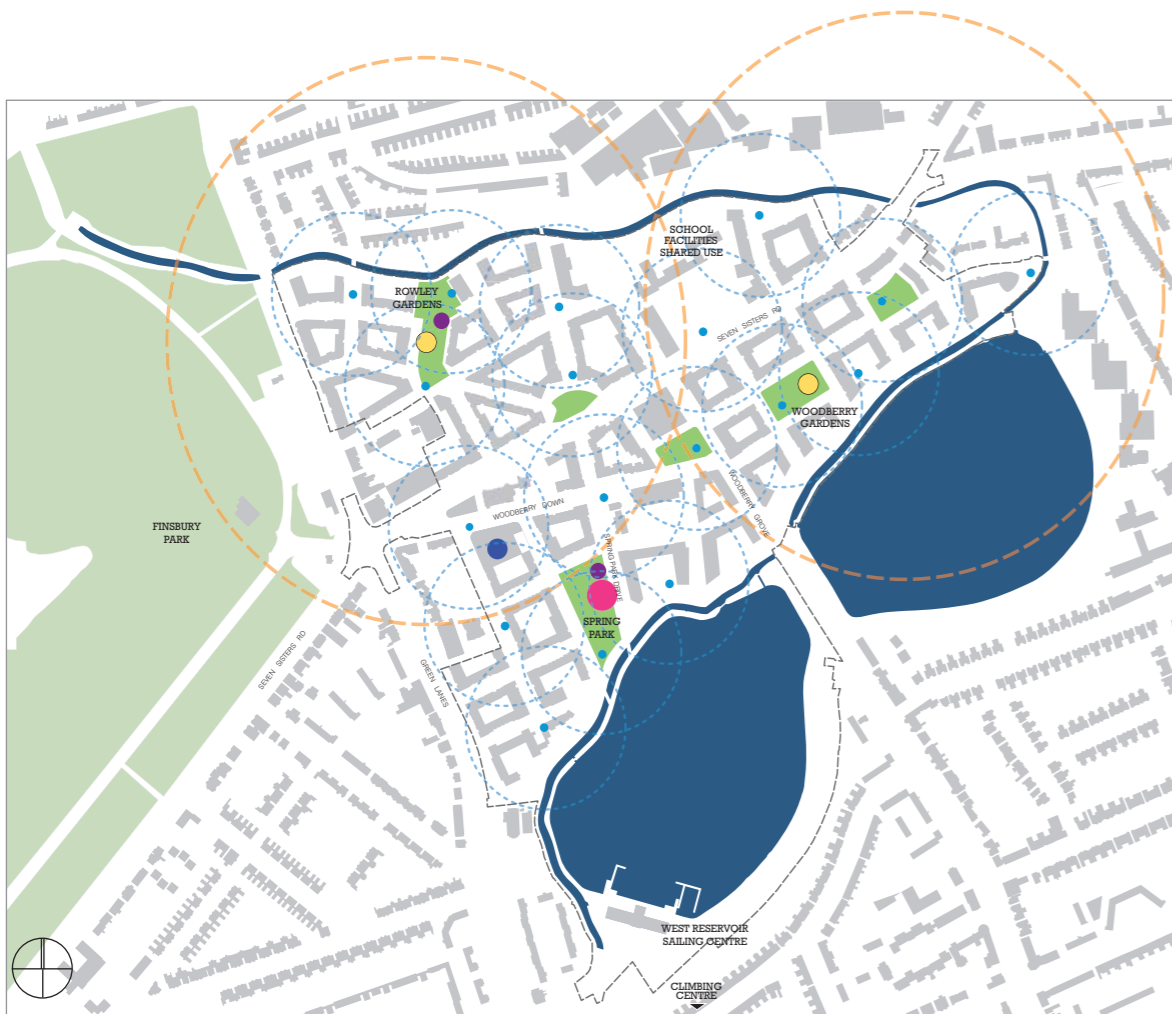 SCHOOL
FACILITIES
SHARED USE
ROWLEY
GARDENS
SEVEN SISTERS RD
WOODBERRY
GARDENS
WOODBERRY GROVE
WOODBERRY DOWN
FINSBURY
PARK
SPRING PARK DRIVE
SPRING
PARK
SEVEN SISTERS RD
GREEN LANES
WEST RESERVOIR
SAILING CENTRE
CLIMBING
CENTRE